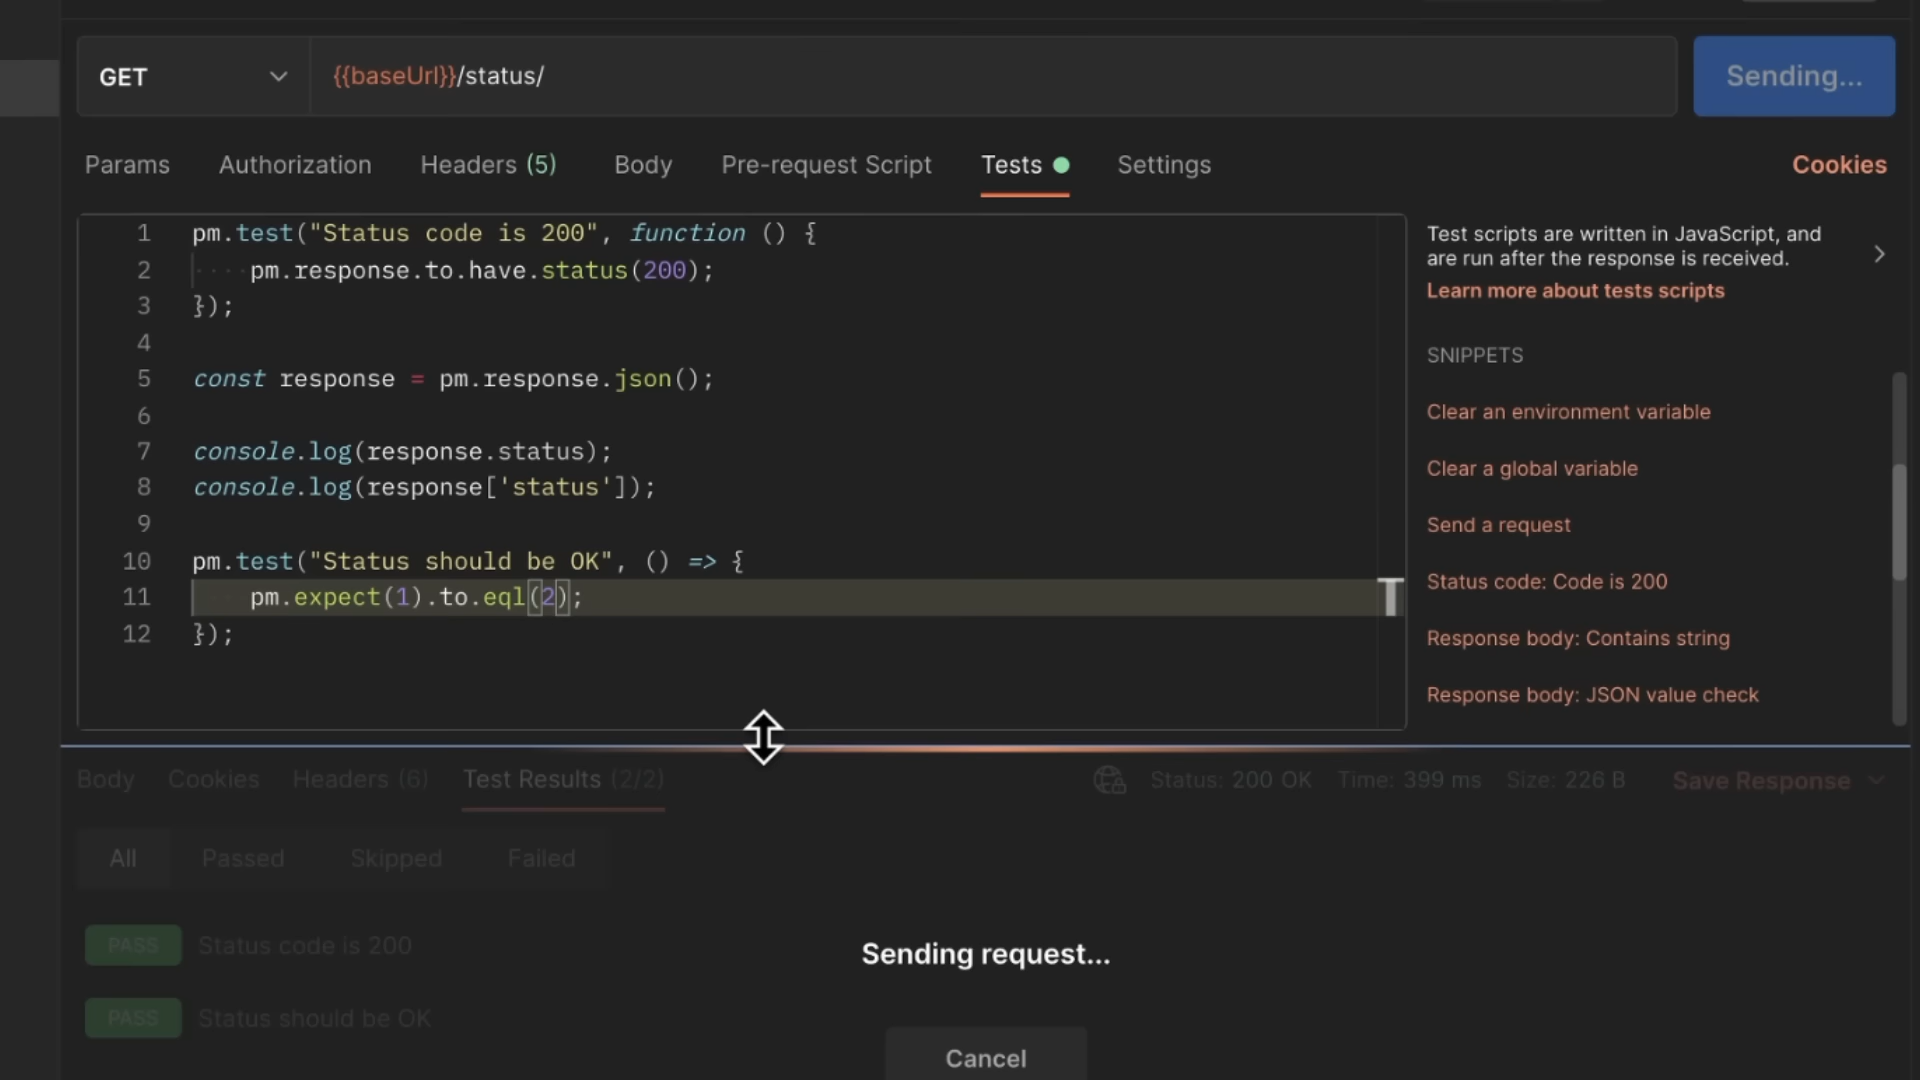 GET
{{baseUrl}}/status/
Sending...
Params
Authorization
Headers (5)
Body
Pre-request Script
Tests
Settings
Cookies
1 pm.test("Status code is 200", function () {
2 ····pm.response.to.have.status(200);
3 });
4
5 const response = pm.response.json();
6
7 console.log(response.status);
8 console.log(response['status']);
9
10 pm.test("Status should be OK", () => {
11 pm.expect(1).to.eql(2);
12 });
Test scripts are written in JavaScript, and
are run after the response is received.
Learn more about tests scripts
SNIPPETS
Clear an environment variable
Clear a global variable
Send a request
Status code: Code is 200
Response body: Contains string
Response body: JSON value check
Body
Cookies
Headers (6)
Test Results (2/2)
Status: 200 OK
Time: 399 ms
Size: 226 B
Save Response
All
Passed
Skipped
Failed
PASS Status code is 200
PASS Status should be OK
Sending request...
Cancel